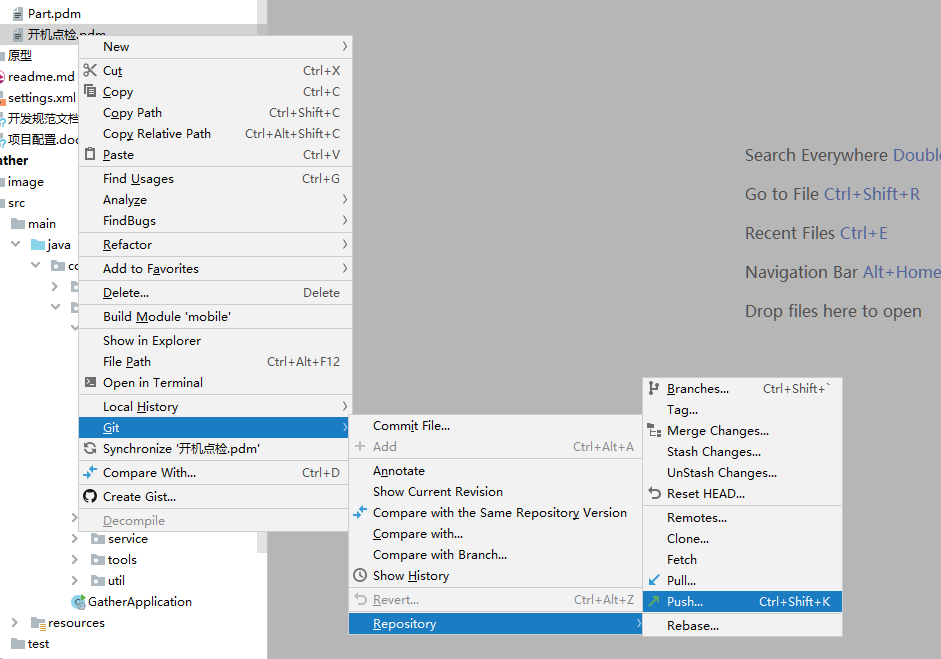 Part.pdm
开机点检.pdm
原型
readme.md
settings.xml
开发规范文档
项目配置.doc
ather
image
src
main
java
co
service
tools
util
GatherApplication
resources
test
New
Cut Ctrl+X
Copy Ctrl+C
Copy Path Ctrl+Shift+C
Copy Relative Path Ctrl+Alt+Shift+C
Paste Ctrl+V
Find Usages Ctrl+G
Analyze
FindBugs
Refactor
Add to Favorites
Delete... Delete
Build Module 'mobile'
Show in Explorer
File Path Ctrl+Alt+F12
Open in Terminal
Local History
Git
Synchronize '开机点检.pdm'
Compare With... Ctrl+D
Create Gist...
Decompile
Commit File...
Add Ctrl+Alt+A
Annotate
Show Current Revision
Compare with the Same Repository Version
Compare with...
Compare with Branch...
Show History
Revert... Ctrl+Alt+Z
Repository
Branches... Ctrl+Shift+`
Tag...
Merge Changes...
Stash Changes...
UnStash Changes...
Reset HEAD...
Remotes...
Clone...
Fetch
Pull...
Push... Ctrl+Shift+K
Rebase...
Search Everywhere Double
Go to File Ctrl+Shift+R
Recent Files Ctrl+E
Navigation Bar Alt+Home
Drop files here to open